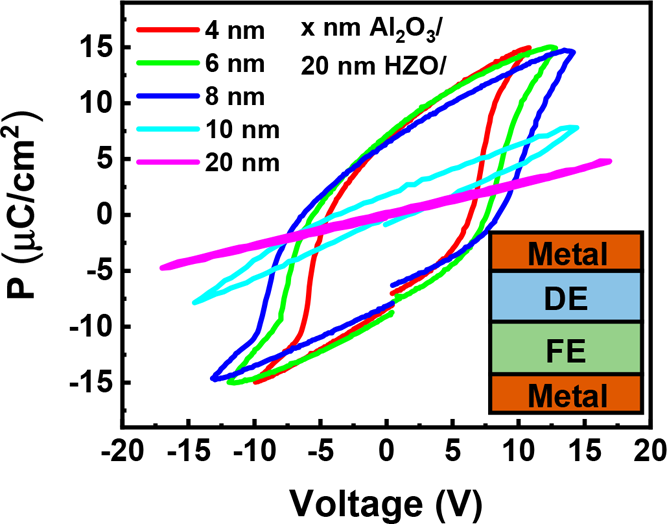 4 nm
6 nm
8 nm
10 nm
20 nm
x nm Al₂O₃/
20 nm HZO/
P (μC/cm²)
15
10
5
0
-5
-10
-15
Metal
DE
FE
Metal
-20 -15 -10 -5 0 5 10 15 20
Voltage (V)